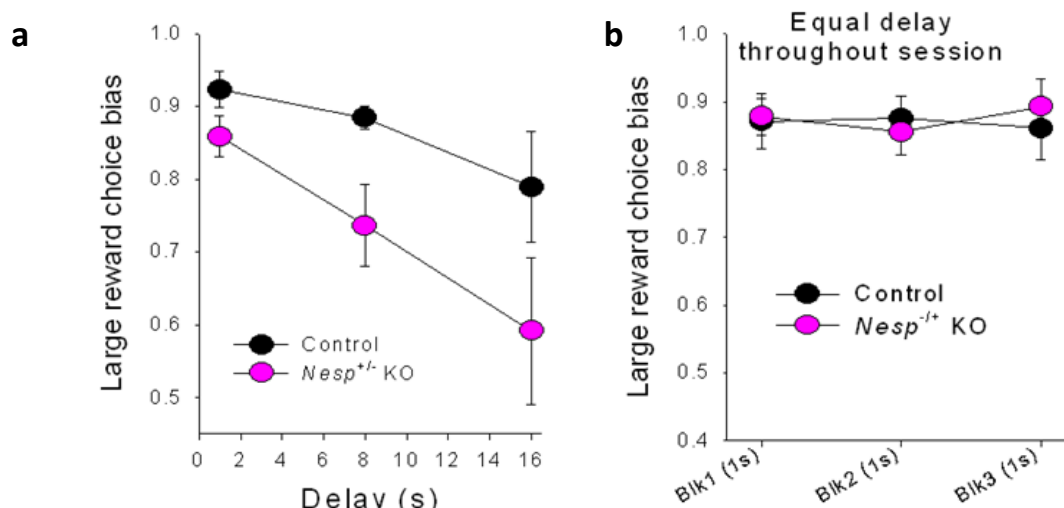 a
Large reward choice bias
1.0
0.9
0.8
0.7
0.6
0.5
Control
Nesp+/- KO
0 2 4 6 8 10 12 14 16
Delay (s)
b
Equal delay
throughout session
Large reward choice bias
1.0
0.9
0.8
0.7
0.6
0.5
0.4
Control
Nesp-/+ KO
Blk1 (1s)
Blk2 (1s)
Blk3 (1s)